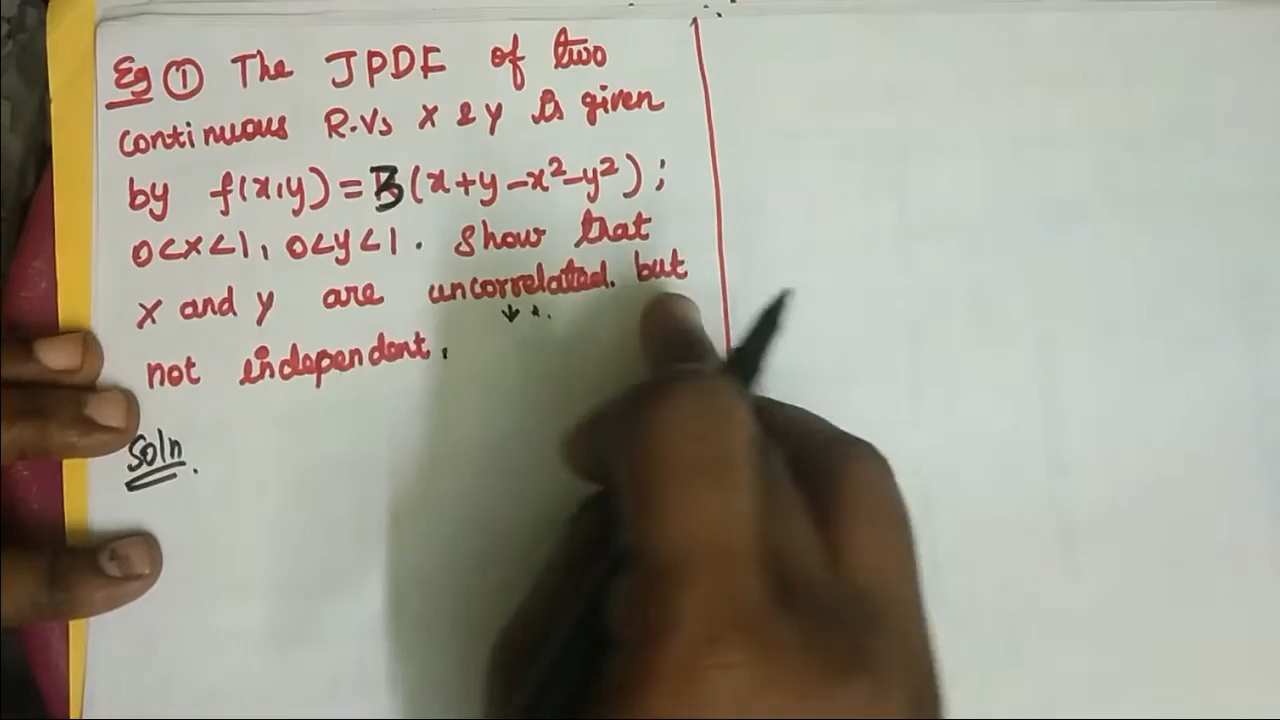 Eg ① The JPDF of two
continuous R.Vs X & Y is given
by f(x,y) = 3 (x+y-x²-y²) ;
0<x<1, 0<y<1. Show that
X and Y are uncorrelated. but
not independent.
Soln.